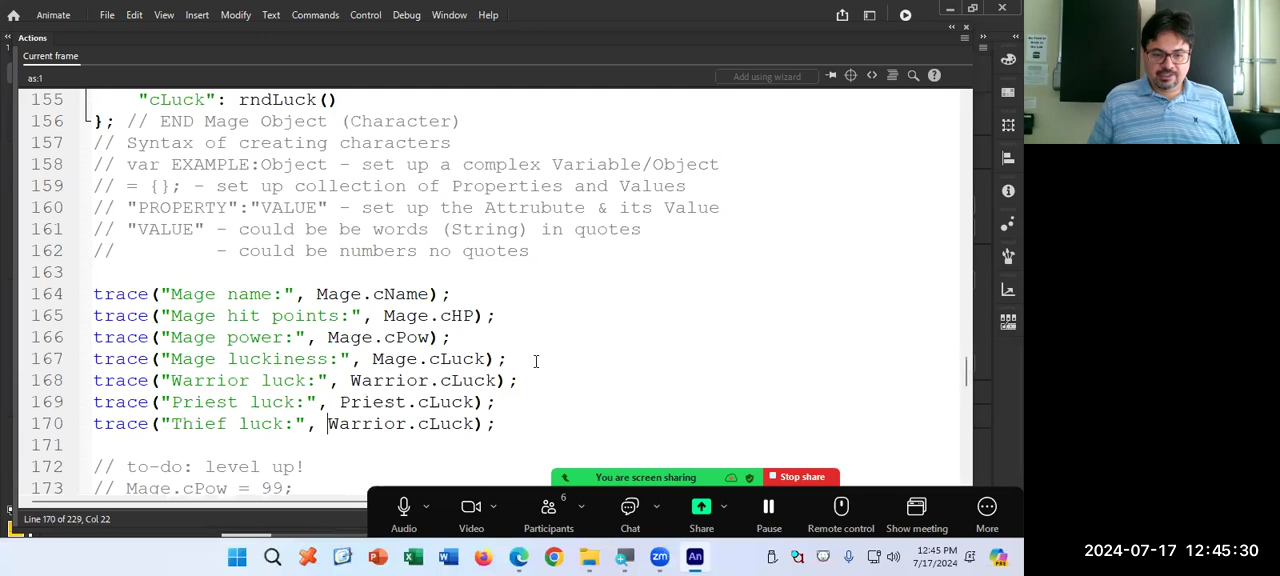 Animate File Edit View Insert Modify Text Commands Control Debug Window Help
Actions
Current frame
as:1
Add using wizard
155 "cLuck": rndLuck()
156 }; // END Mage Object (Character)
157 // Syntax of creating characters
158 // var EXAMPLE:Object - set up a complex Variable/Object
159 // = {}; - set up collection of Properties and Values
160 // "PROPERTY":"VALUE" - set up the Attrubute & its Value
161 // "VALUE" - could be be words (String) in quotes
162 // - could be numbers no quotes
163
164 trace("Mage name:", Mage.cName);
165 trace("Mage hit points:", Mage.cHP);
166 trace("Mage power:", Mage.cPow);
167 trace("Mage luckiness:", Mage.cLuck);
168 trace("Warrior luck:", Warrior.cLuck);
169 trace("Priest luck:", Priest.cLuck);
170 trace("Thief luck:", Warrior.cLuck);
171
172 // to-do: level up!
173 // Mage.cPow = 99;
You are screen sharing Stop share
6
Audio Video Participants Chat Share Pause Remote control Show meeting More
Line 170 of 229, Col 22
12:45 PM
7/17/2024
2024-07-17 12:45:30